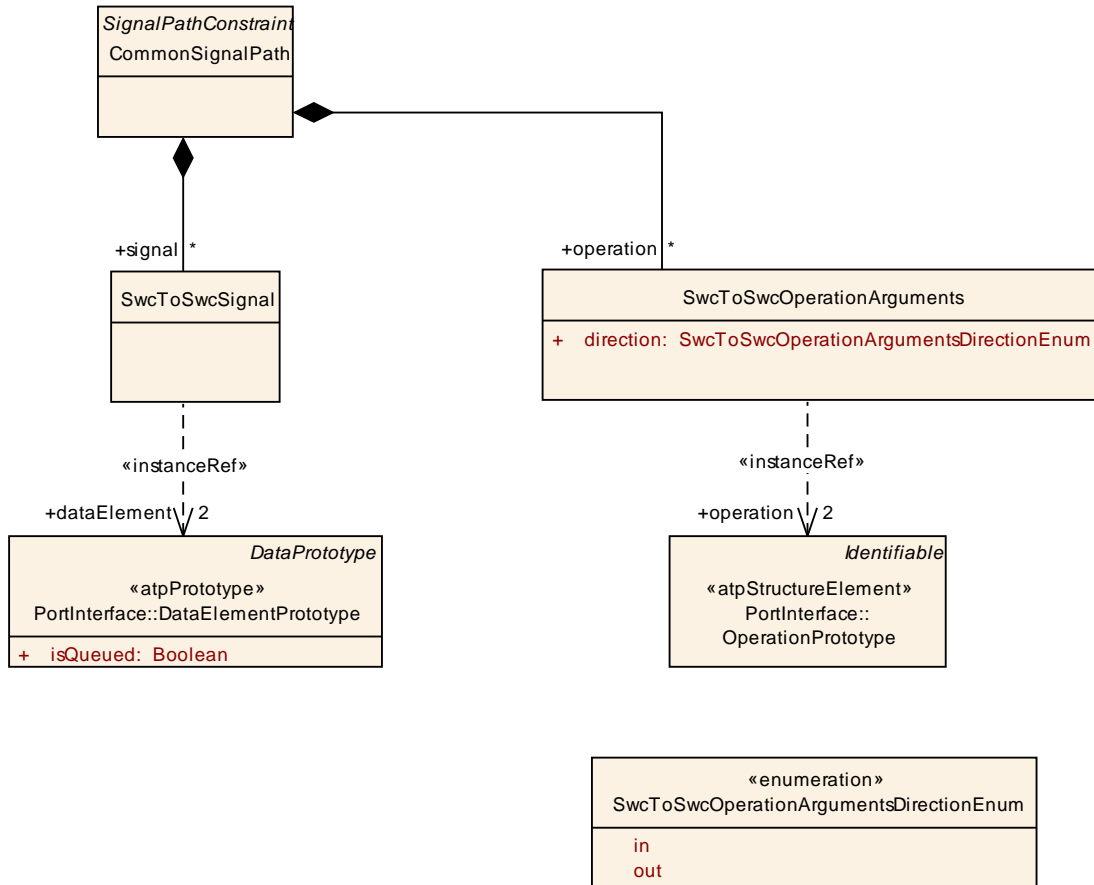 SignalPathConstraint
CommonSignalPath
+signal *
+operation *
SwcToSwcSignal
SwcToSwcOperationArguments
+ direction: SwcToSwcOperationArgumentsDirectionEnum
«instanceRef»
«instanceRef»
+dataElement 2
+operation 2
DataPrototype
«atpPrototype»
PortInterface::DataElementPrototype
+ isQueued: Boolean
Identifiable
«atpStructureElement»
PortInterface::
OperationPrototype
«enumeration»
SwcToSwcOperationArgumentsDirectionEnum
in
out